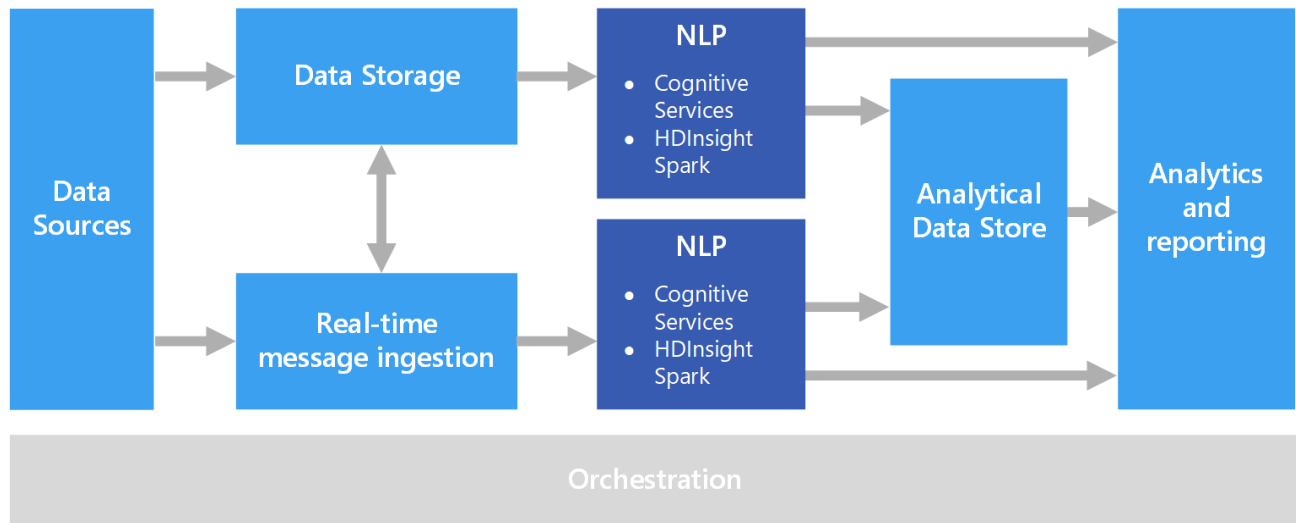 Data
Sources
Data Storage
Real-time
message ingestion
NLP
• Cognitive
Services
• HDInsight
Spark
NLP
• Cognitive
Services
• HDInsight
Spark
Analytical
Data Store
Analytics
and
reporting
Orchestration